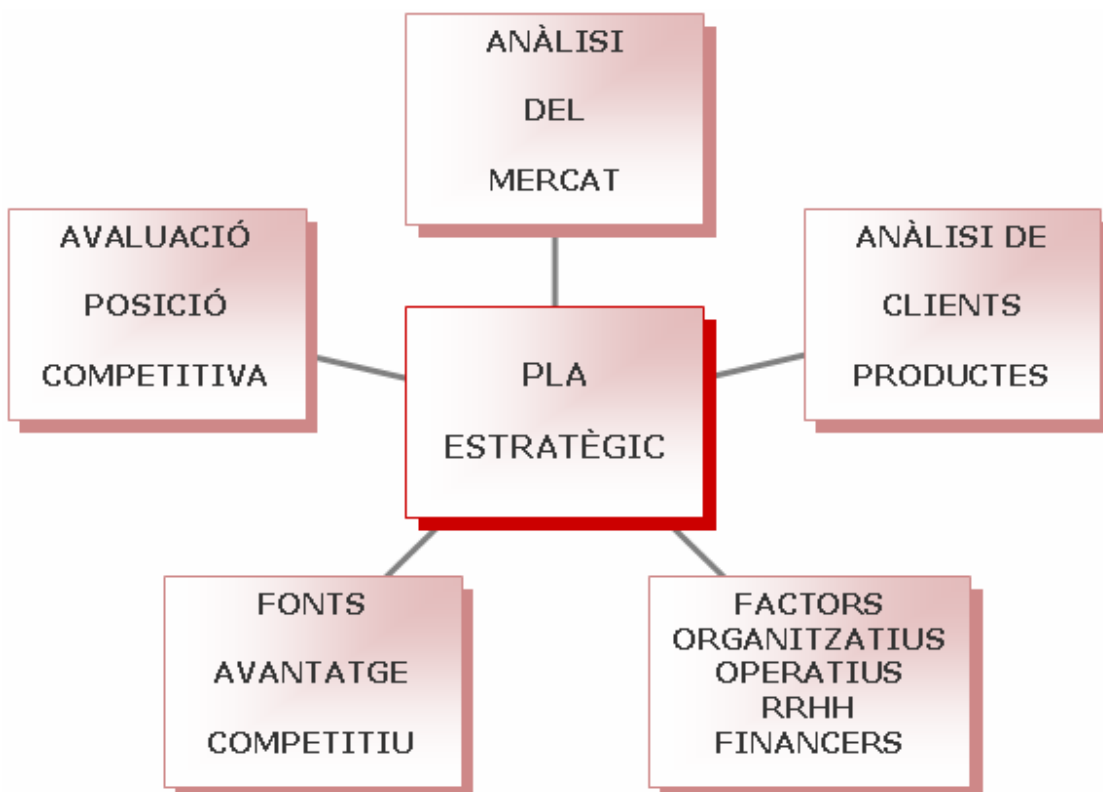 ANÀLISI
DEL
MERCAT
AVALUACIÓ
POSICIÓ
COMPETITIVA
ANÀLISI DE
CLIENTS
PRODUCTES
PLA
ESTRATÈGIC
FONTS
AVANTATGE
COMPETITIU
FACTORS
ORGANITZATIUS
OPERATIUS
RRHH
FINANCERS